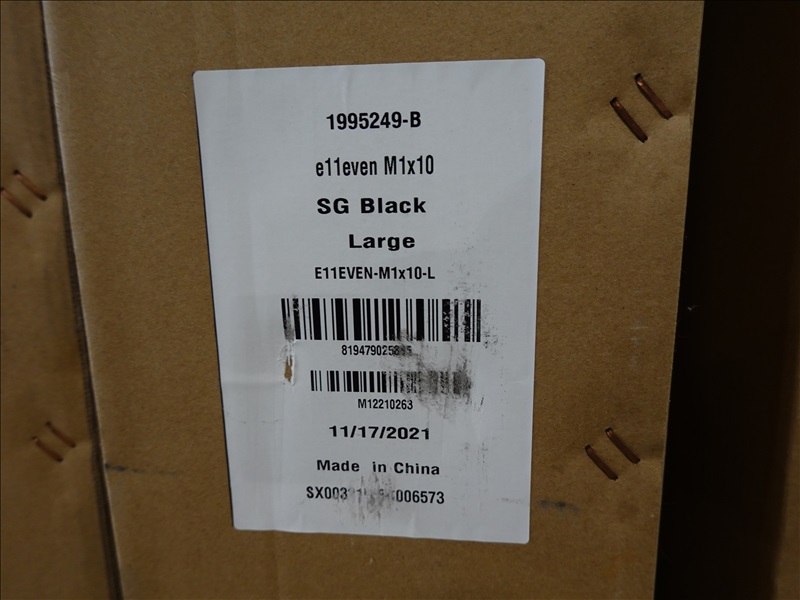 1995249-B
e11even M1x10
SG Black
Large
E11EVEN-M1x10-L
M12210263
11/17/2021
Made in China